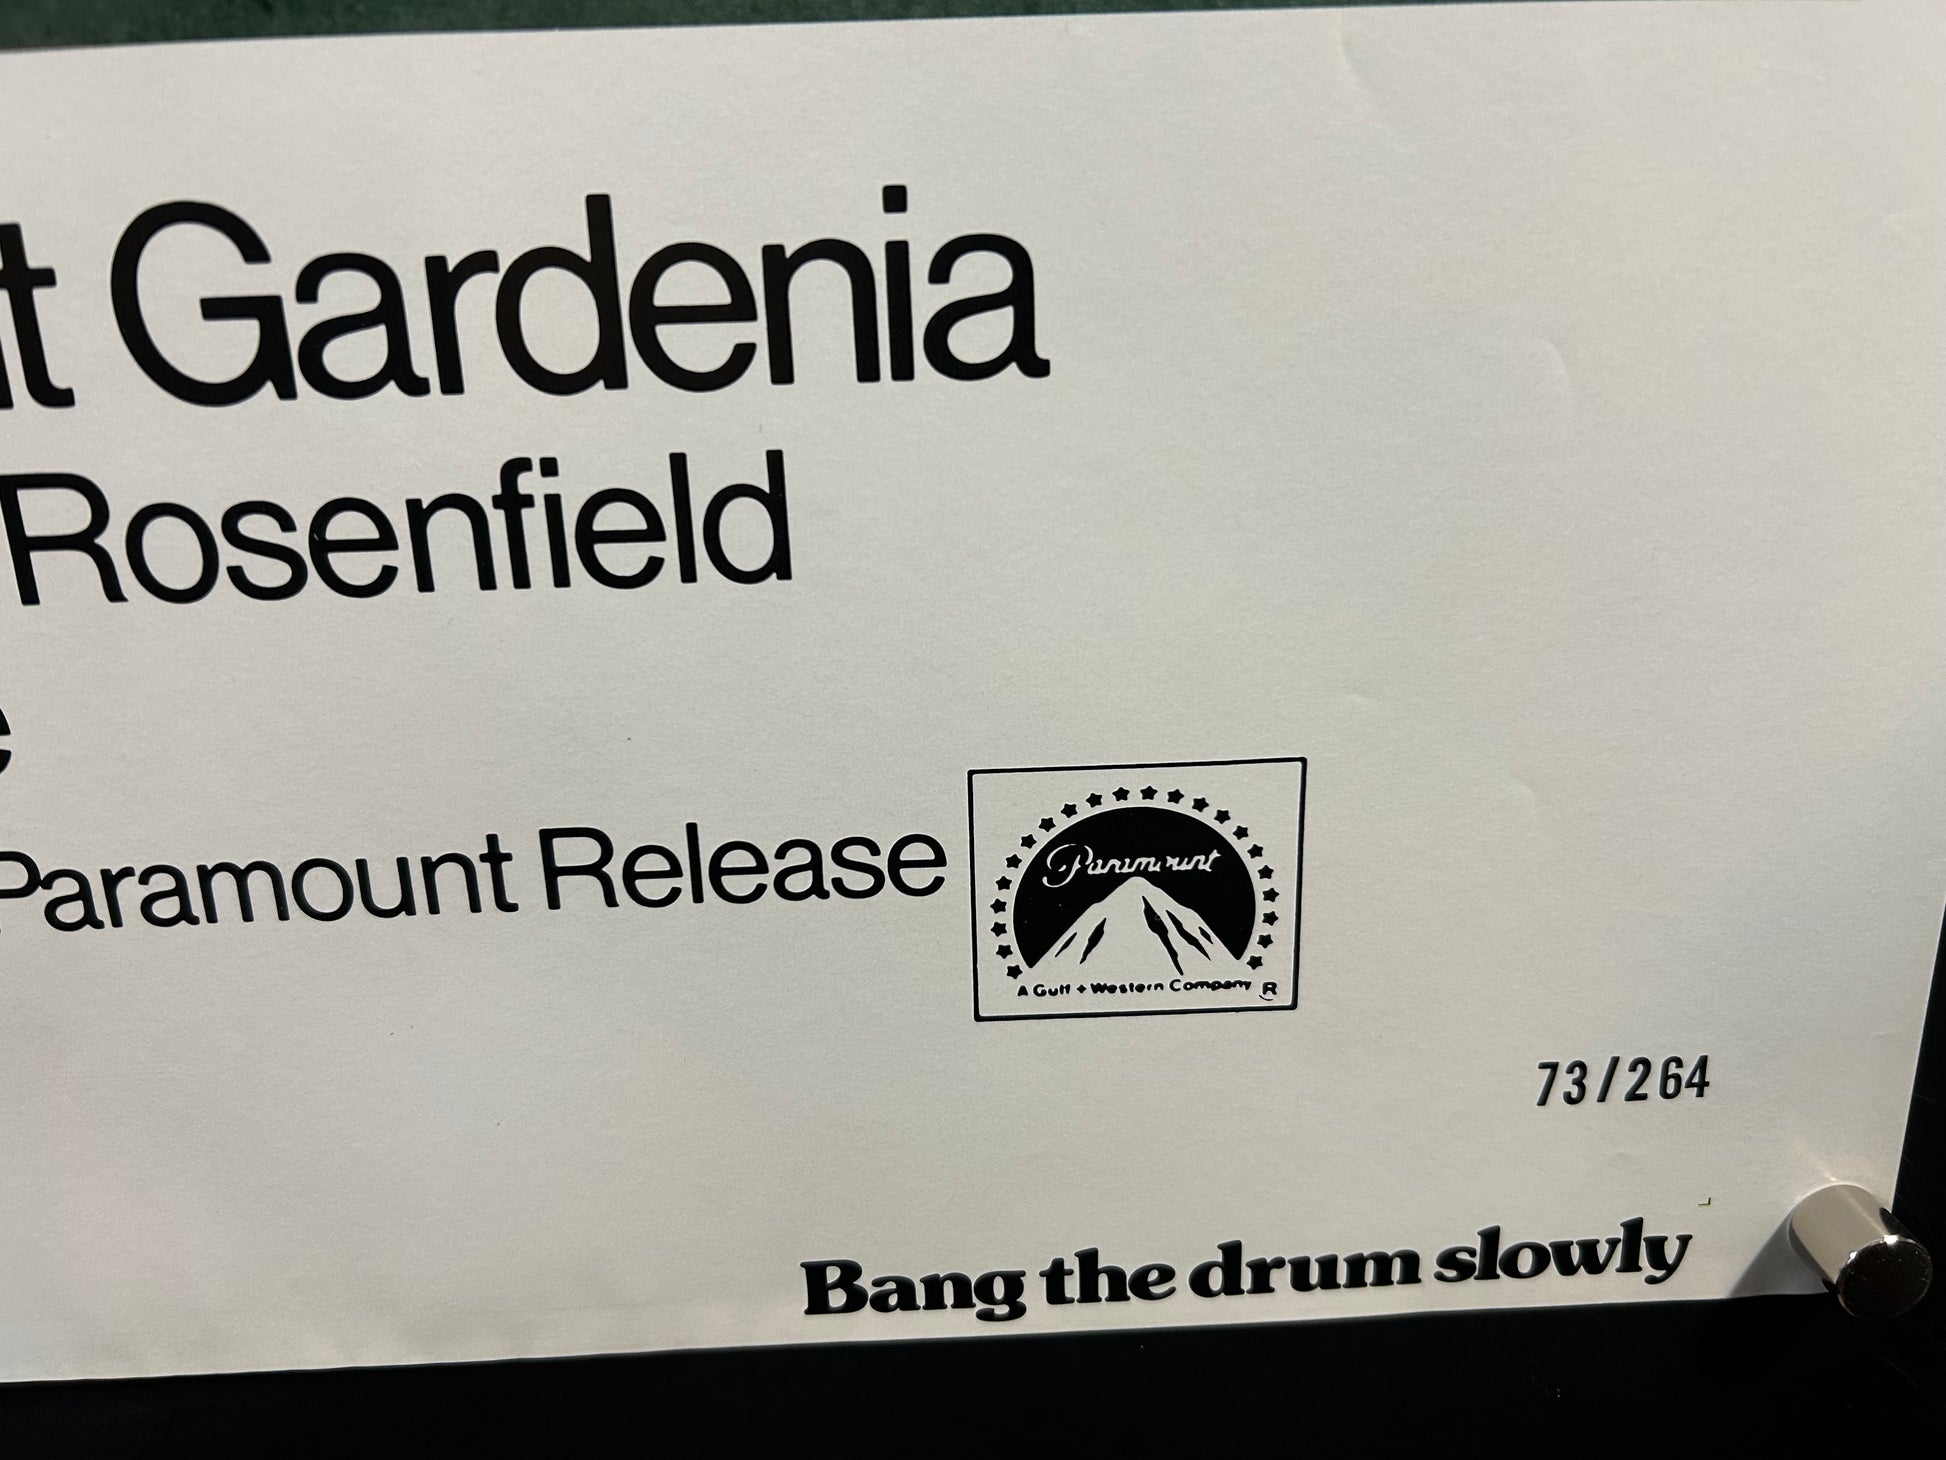 t Gardenia
Rosenfield
e
Paramount Release
Paramount
A Gulf + Western Company R
73/264
Bang the drum slowly